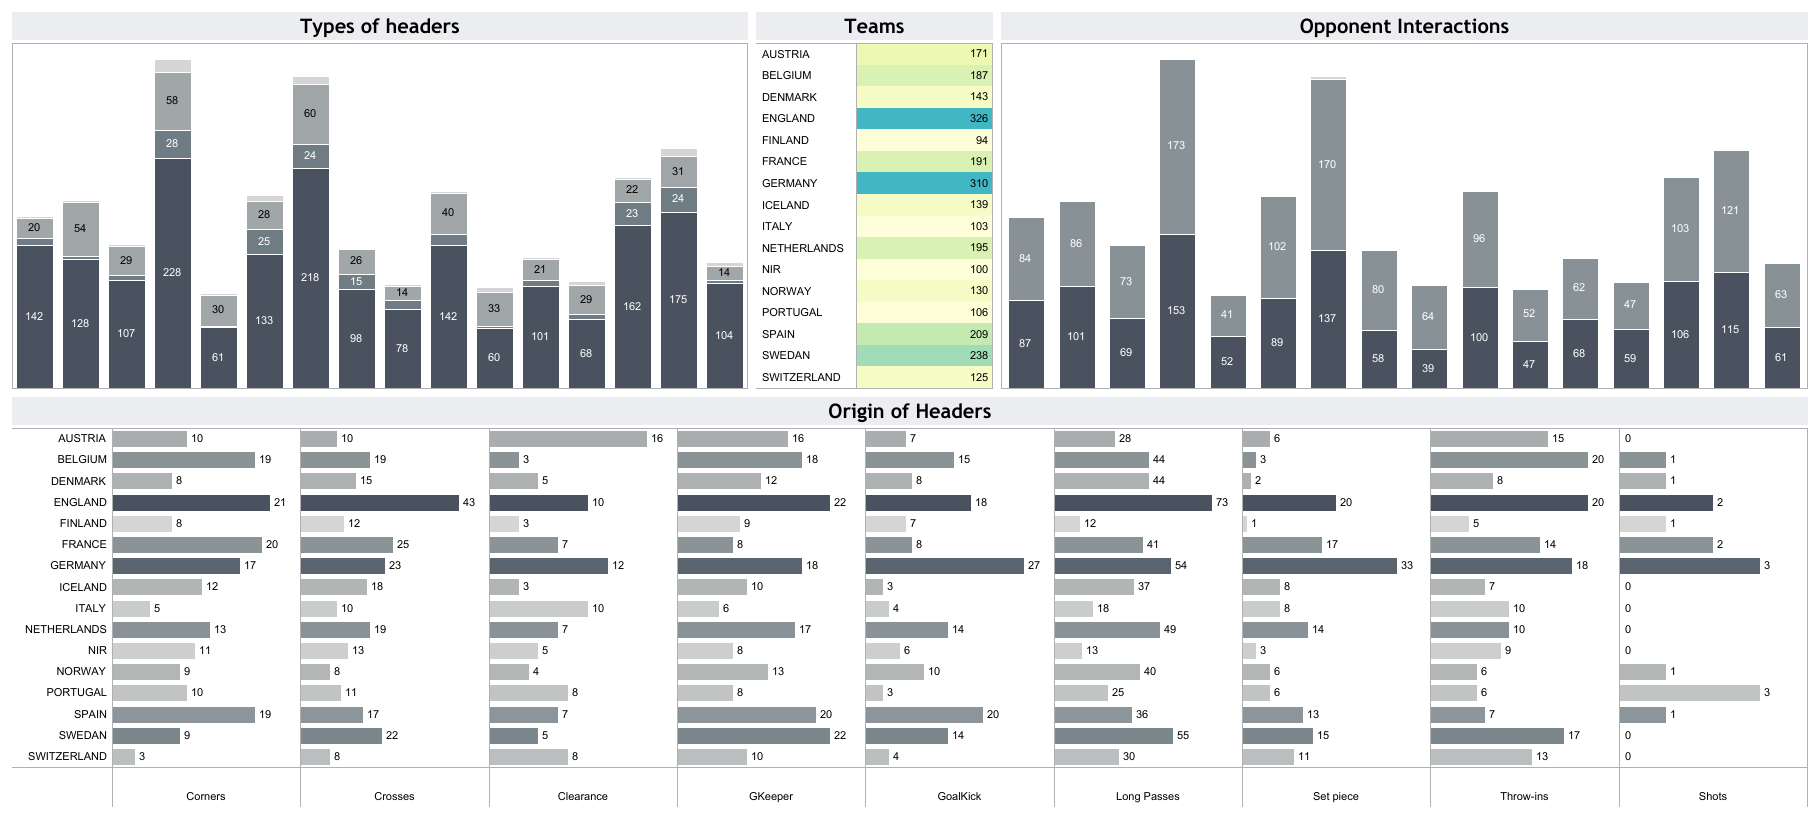 Types of headers
Teams
Opponent Interactions
142 20
128 54
107 29
228 28 58
61 30
133 25 28
218 24 60
98 15 26
78 14
142 40
60 33
101 21
68 29
162 23 22
175 24 31
104 14
AUSTRIA 171
BELGIUM 187
DENMARK 143
ENGLAND 326
FINLAND 94
FRANCE 191
GERMANY 310
ICELAND 139
ITALY 103
NETHERLANDS 195
NIR 100
NORWAY 130
PORTUGAL 106
SPAIN 209
SWEDAN 238
SWITZERLAND 125
87 84
101 86
69 73
153 173
52 41
89 102
137 170
58 80
39 64
100 96
47 52
68 62
59 47
106 103
115 121
61 63
Origin of Headers
AUSTRIA 10 10 16 16 7 28 6 15 0
BELGIUM 19 19 3 18 15 44 3 20 1
DENMARK 8 15 5 12 8 44 2 8 1
ENGLAND 21 43 10 22 18 73 20 20 2
FINLAND 8 12 3 9 7 12 1 5 1
FRANCE 20 25 7 8 8 41 17 14 2
GERMANY 17 23 12 18 27 54 33 18 3
ICELAND 12 18 3 10 3 37 8 7 0
ITALY 5 10 10 6 4 18 8 10 0
NETHERLANDS 13 19 7 17 14 49 14 10 0
NIR 11 13 5 8 6 13 3 9 0
NORWAY 9 8 4 13 10 40 6 6 1
PORTUGAL 10 11 8 8 3 25 6 6 3
SPAIN 19 17 7 20 20 36 13 7 1
SWEDAN 9 22 5 22 14 55 15 17 0
SWITZERLAND 3 8 8 10 4 30 11 13 0
Corners Crosses Clearance GKeeper GoalKick Long Passes Set piece Throw-ins Shots